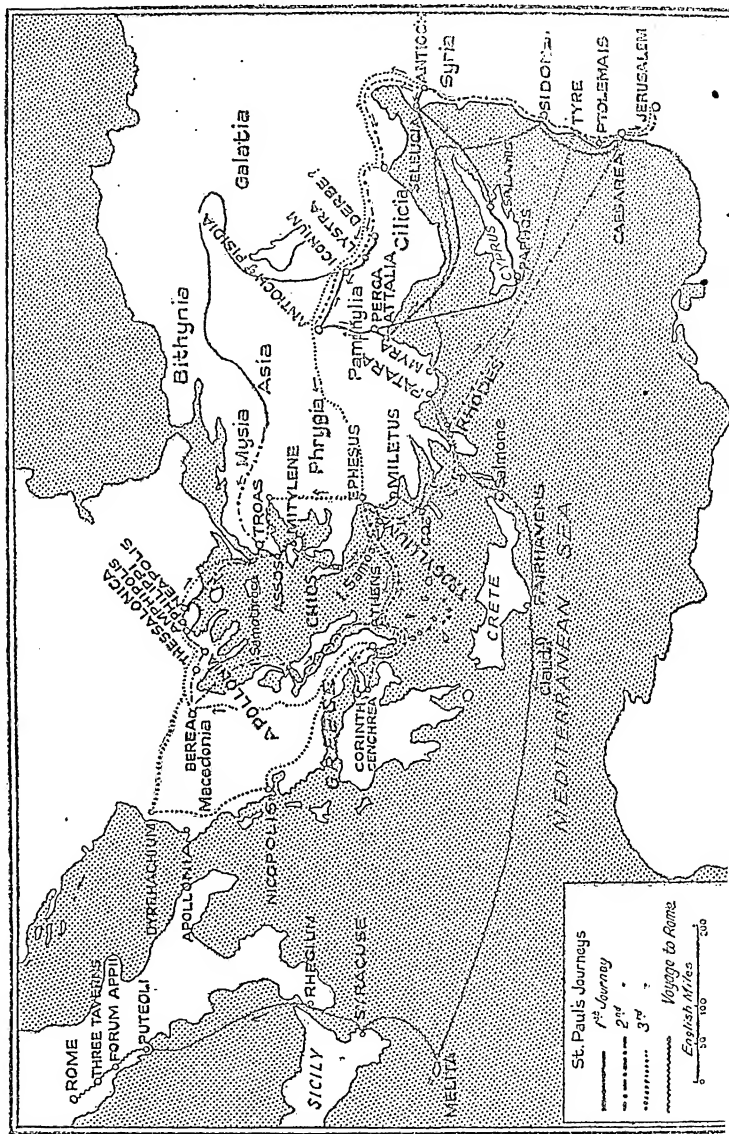 ROME
THREE TAVERNS
FORUM APPII
PUTEOLI
SICILY
RHEGIUM
SYRACUSE
MELITA
DYRRHACHIUM
APOLLONIA
NICOPOLIS
BEREA
Macedonia
APOLLONIA
THESSALONICA
AMPHIPOLIS
PHILIPPI
NEAPOLIS
GREECE
CORINTH
CENCHREA
ATHENS
Samothrace
TROAS
ASSOS
MITYLENE
CHIOS
Samos
TROGYLLIUM
EPHESUS
MILETUS
COS
RHODES
CRETE
Salmone
FAIRHAVENS
Clauda
MEDITERRANEAN SEA
Mysia
Bithynia
Asia
Phrygia
Galatia
ANTIOCH
PISIDIA
ICONIUM
LYSTRA
DERBE?
Pamphylia
PERGA
ATTALIA
PATARA
MYRA
Cilicia
SELEUCIA
ANTIOCH
Syria
CYPRUS
SALAMIS
PAPHOS
SIDON
TYRE
PTOLEMAIS
CAESAREA
JERUSALEM
St. Paul's Journeys
1st Journey
2nd "
3rd "
Voyage to Rome
English Miles
0 50 100 200